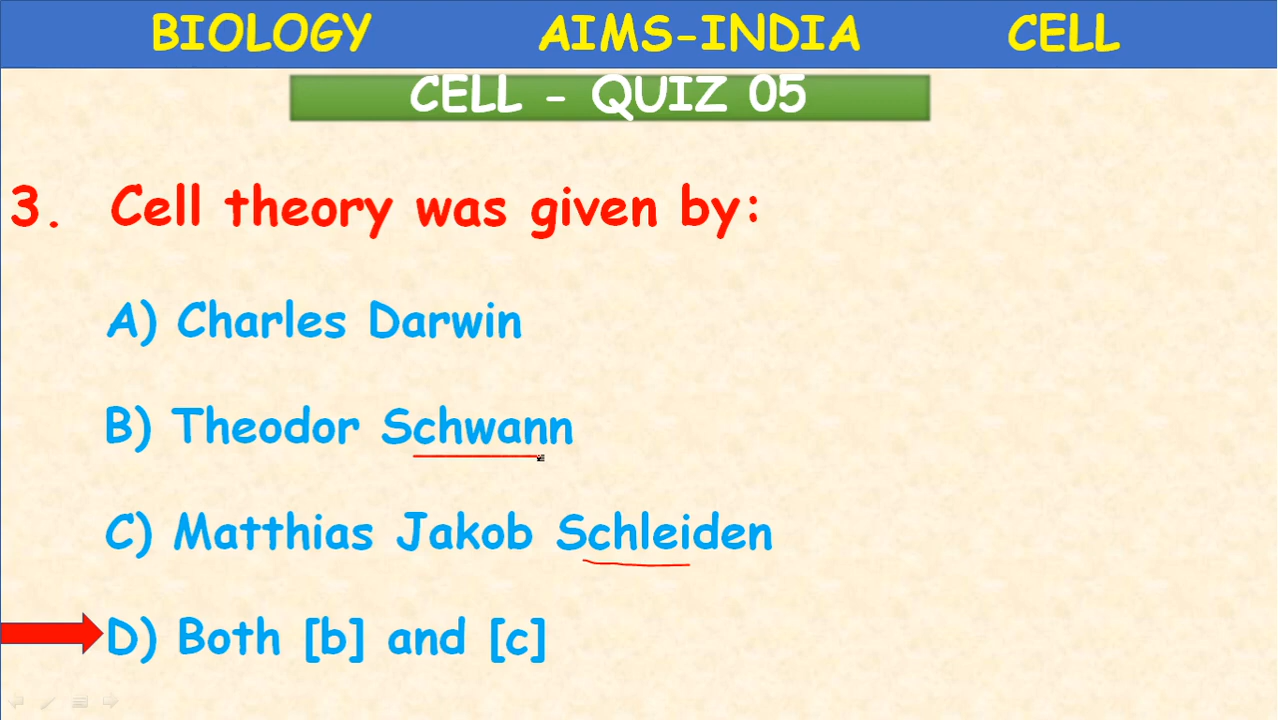 BIOLOGY AIMS-INDIA CELL
CELL - QUIZ 05
3. Cell theory was given by:
A) Charles Darwin
B) Theodor Schwann
C) Matthias Jakob Schleiden
D) Both [b] and [c]